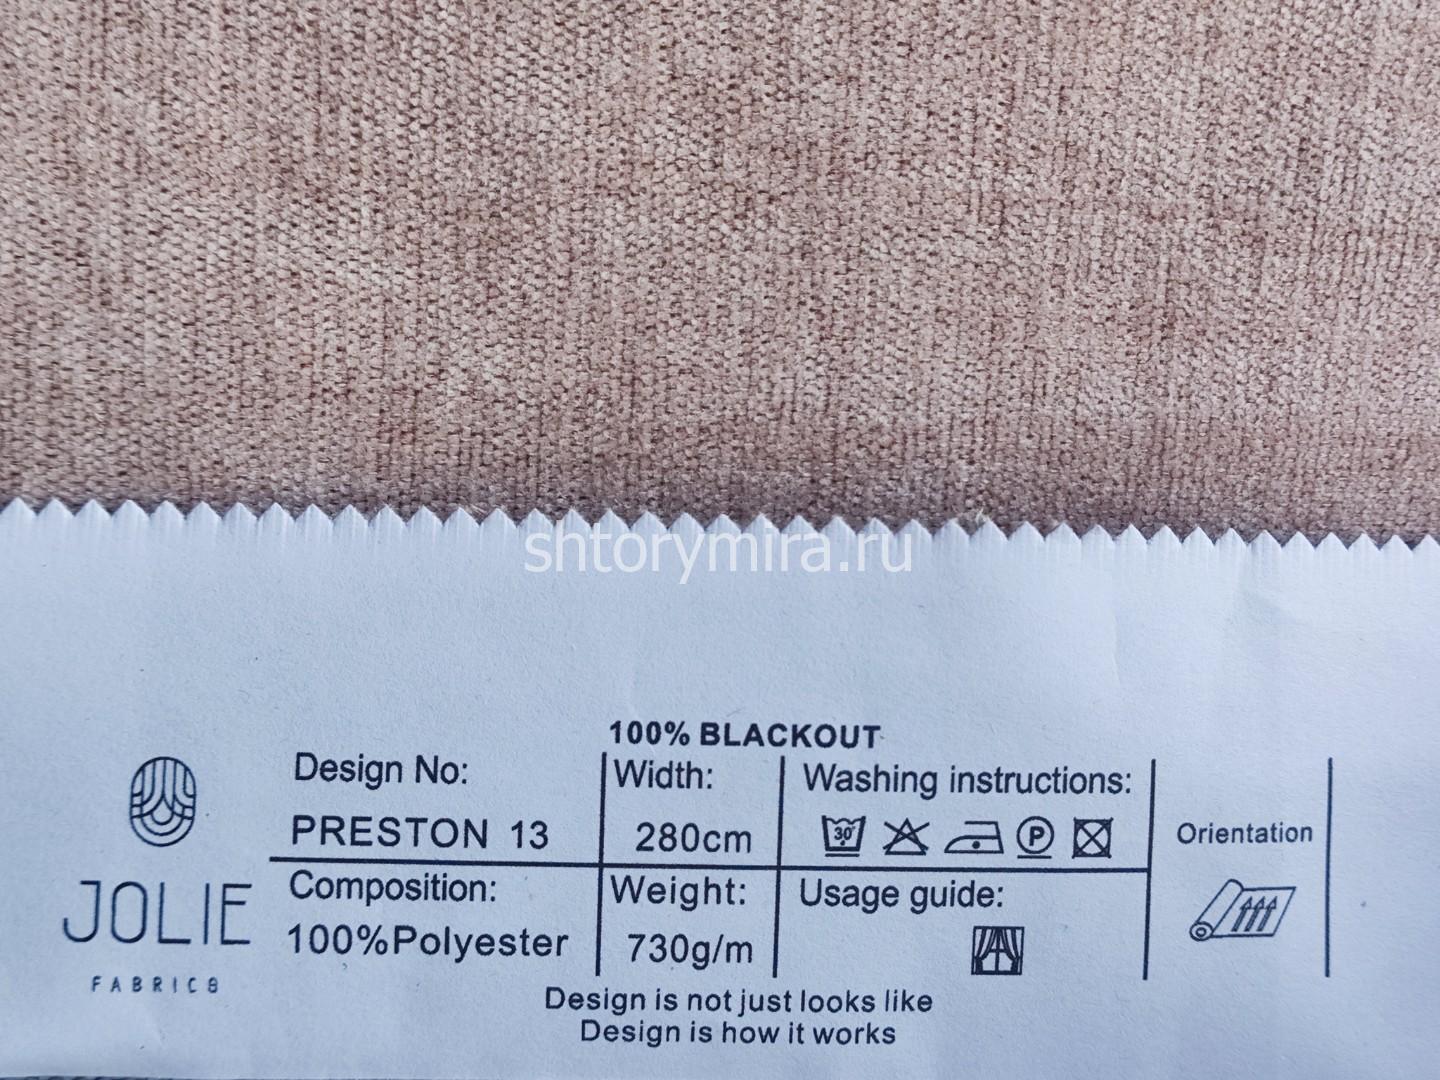 shtorymira.ru
100% BLACKOUT
Design No:
PRESTON 13
Width:
280cm
Washing instructions:
30°
P
Orientation
JOLIE
FABRICS
Composition:
100%Polyester
Weight:
730g/m
Usage guide:
Design is not just looks like
Design is how it works